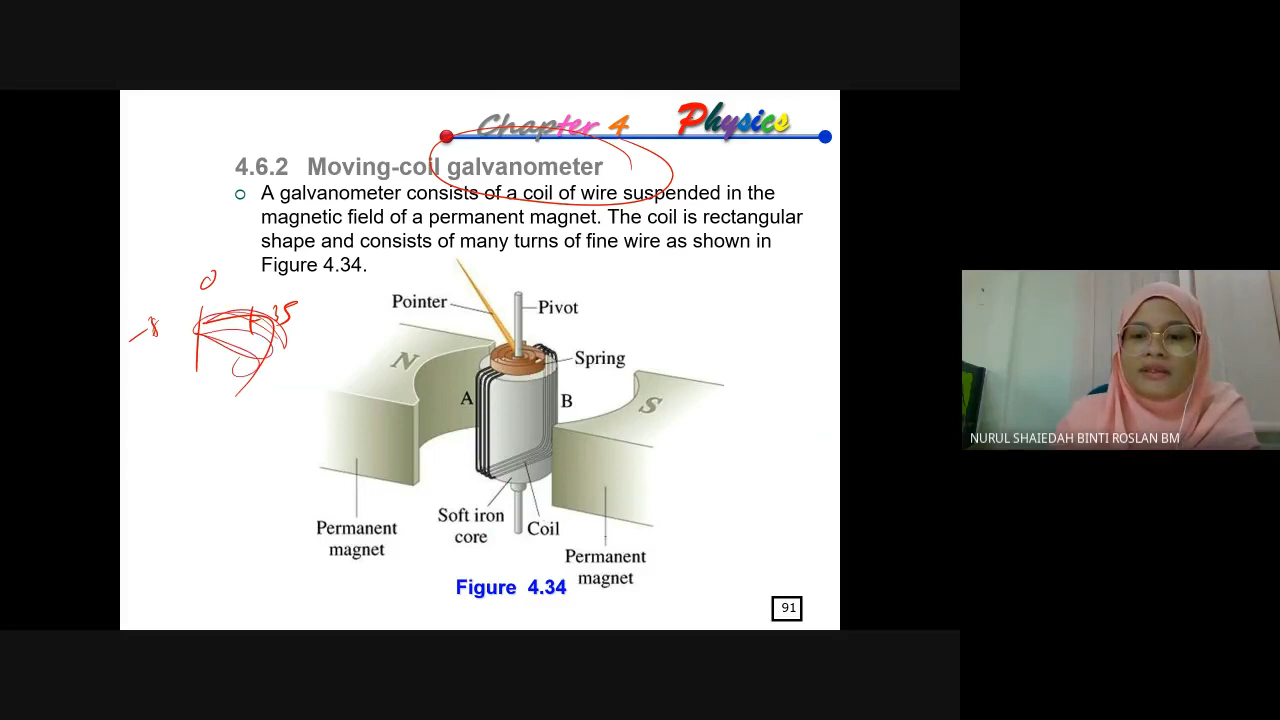 Chapter 4 Physics
4.6.2 Moving-coil galvanometer
A galvanometer consists of a coil of wire suspended in the
magnetic field of a permanent magnet. The coil is rectangular
shape and consists of many turns of fine wire as shown in
Figure 4.34.
0
35
-8
Pointer
Pivot
N
Spring
A
B
S
Permanent
magnet
Soft iron
core
Coil
Permanent
magnet
Figure 4.34
91
NURUL SHAIEDAH BINTI ROSLAN BM